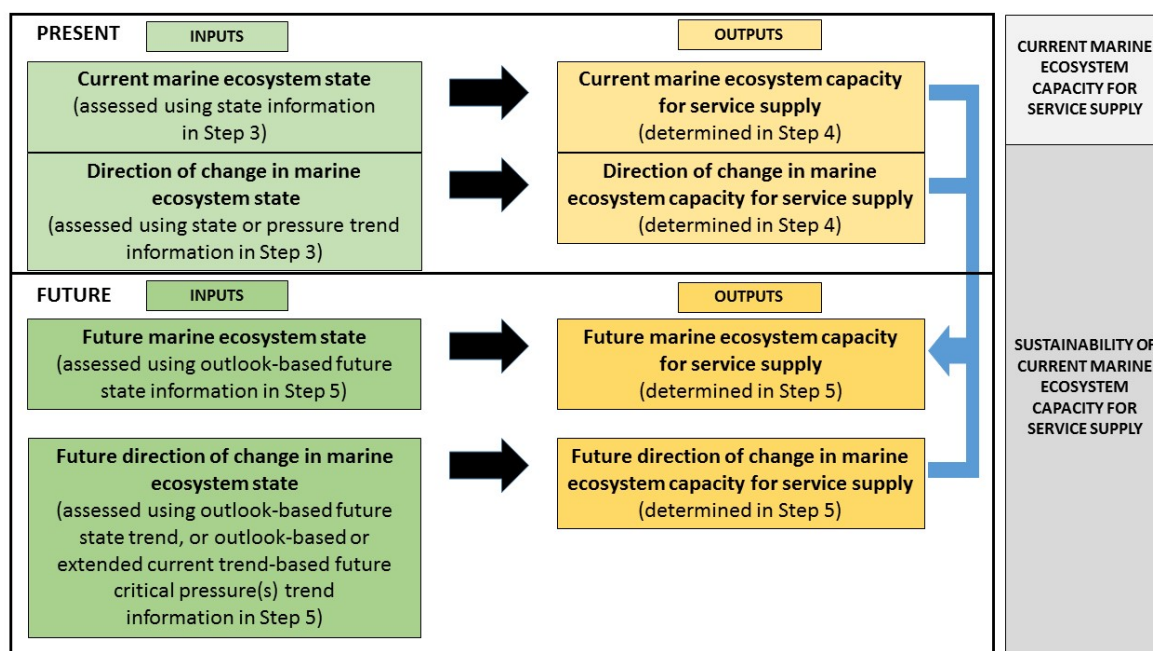 PRESENT
INPUTS
OUTPUTS
Current marine ecosystem state
(assessed using state information
in Step 3)
Current marine ecosystem capacity
for service supply
(determined in Step 4)
Direction of change in marine
ecosystem state
(assessed using state or pressure trend
information in Step 3)
Direction of change in marine
ecosystem capacity for service supply
(determined in Step 4)
FUTURE
INPUTS
OUTPUTS
Future marine ecosystem state
(assessed using outlook-based future
state information in Step 5)
Future marine ecosystem capacity
for service supply
(determined in Step 5)
Future direction of change in marine
ecosystem state
(assessed using outlook-based future
state trend, or outlook-based or
extended current trend-based future
critical pressure(s) trend
information in Step 5)
Future direction of change in marine
ecosystem capacity for service supply
(determined in Step 5)
CURRENT MARINE
ECOSYSTEM
CAPACITY FOR
SERVICE SUPPLY
SUSTAINABILITY OF
CURRENT MARINE
ECOSYSTEM
CAPACITY FOR
SERVICE SUPPLY